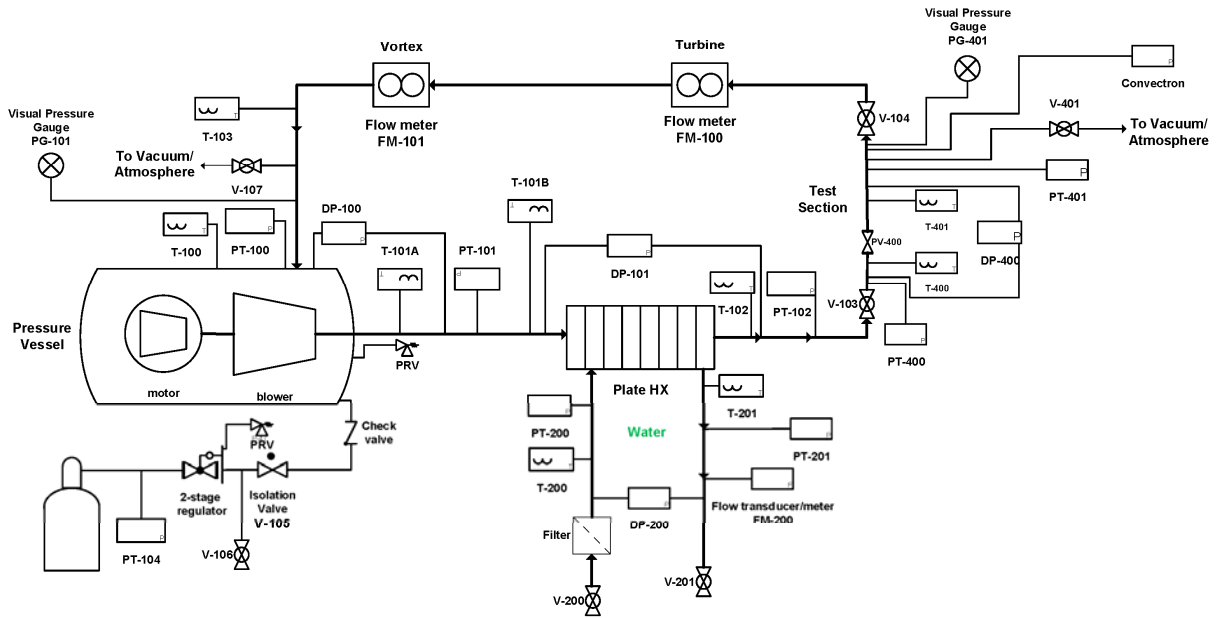 Visual Pressure
Gauge
PG-401
Vortex
Turbine
Convectron
V-401
To Vacuum/
Atmosphere
V-104
Visual Pressure
Gauge
PG-101
T-103
Flow meter
FM-101
Flow meter
FM-100
To Vacuum/
Atmosphere
V-107
P
PT-401
T-101B
Test
Section
T-401
DP-100
T-100
PT-100
T-101A
PT-101
DP-101
PV-400
P
DP-400
T-400
T-102
PT-102
V-103
PT-400
Pressure
Vessel
motor
blower
PRV
Plate HX
Water
T-201
PT-200
PT-201
T-200
Check
valve
PRV
2-stage
regulator
Isolation
Valve
V-105
PT-104
V-106
Filter
DP-200
Flow transducer/meter
FM-200
V-200
V-201